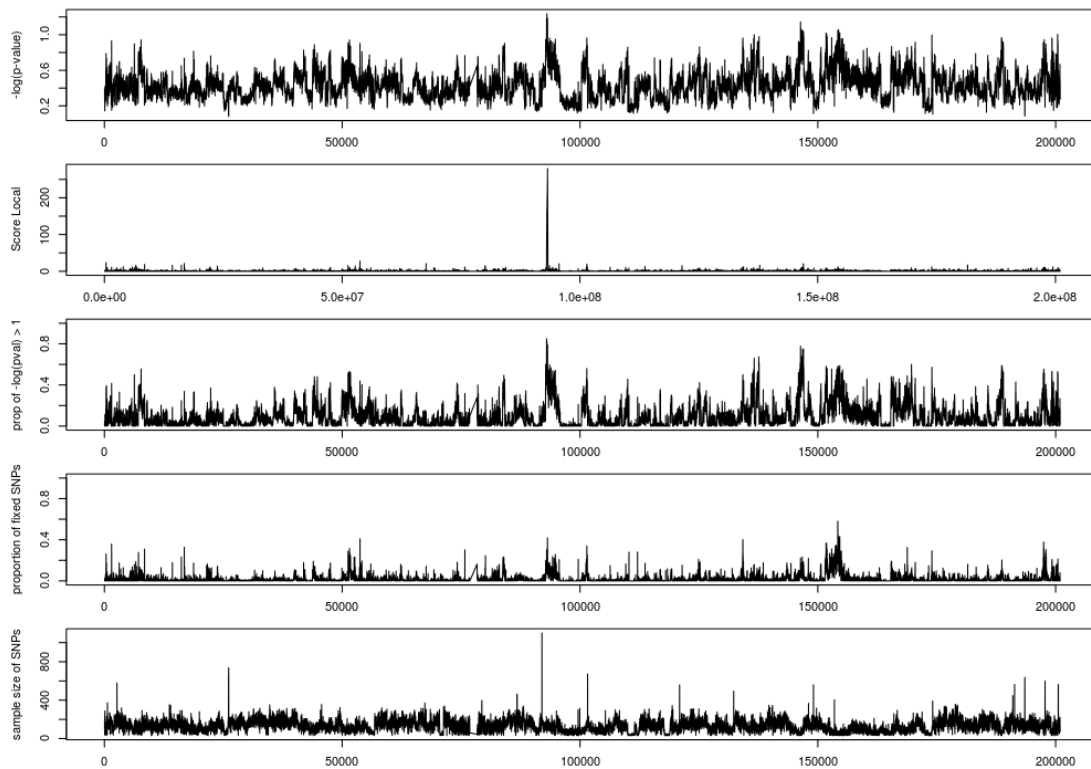 -log(p-value)
0.2 0.6 1.0
0 50000 100000 150000 200000
Score Local
0 100 200
0.0e+00 5.0e+07 1.0e+08 1.5e+08 2.0e+08
prop of -log(pval) > 1
0.0 0.4 0.8
0 50000 100000 150000 200000
proportion of fixed SNPs
0.0 0.4 0.8
0 50000 100000 150000 200000
sample size of SNPs
0 400 800
0 50000 100000 150000 200000